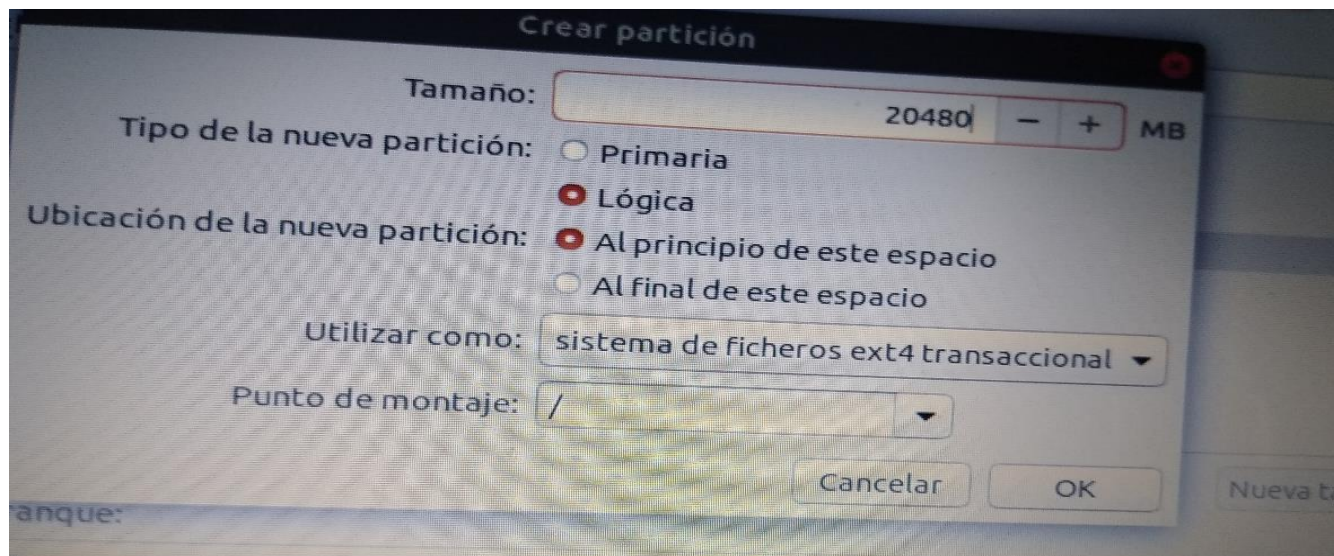 Crear partición
Tamaño: 20480 - + MB
Tipo de la nueva partición: Primaria
Lógica
Ubicación de la nueva partición: Al principio de este espacio
Al final de este espacio
Utilizar como: sistema de ficheros ext4 transaccional
Punto de montaje: /
Cancelar OK
Nueva